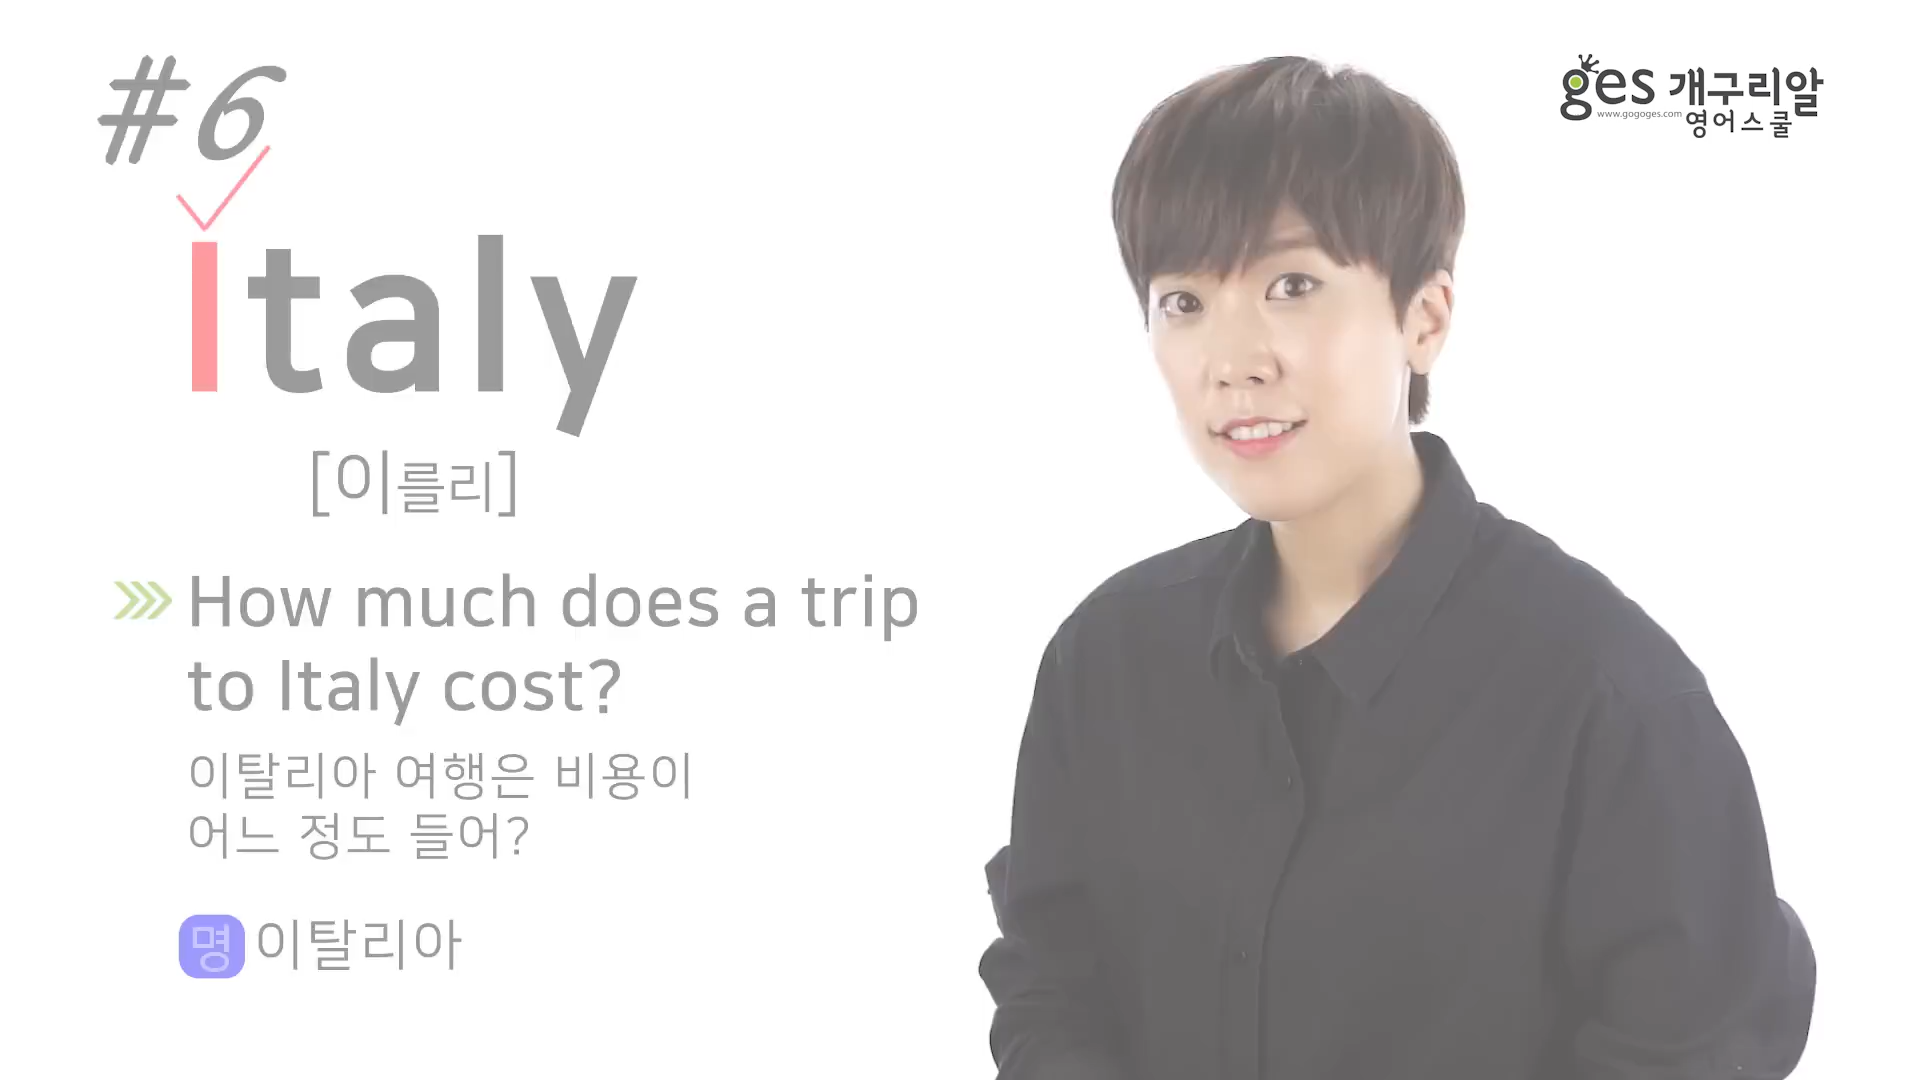 #6
ges 개구리알
www.gogoges.com 영어스쿨
Italy
[이를리]
How much does a trip
to Italy cost?
이탈리아 여행은 비용이
어느 정도 들어?
명 이탈리아